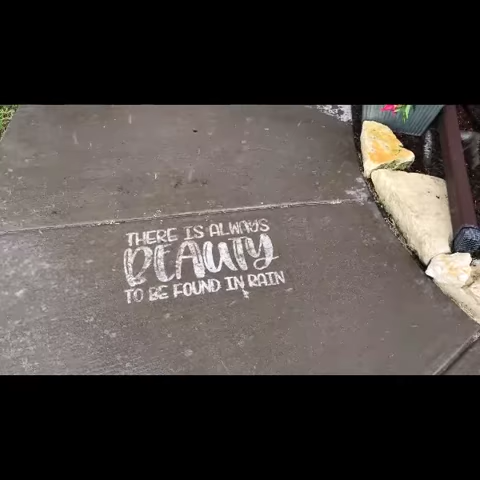 THERE IS ALWAYS
BEAUTY
TO BE FOUND IN RAIN